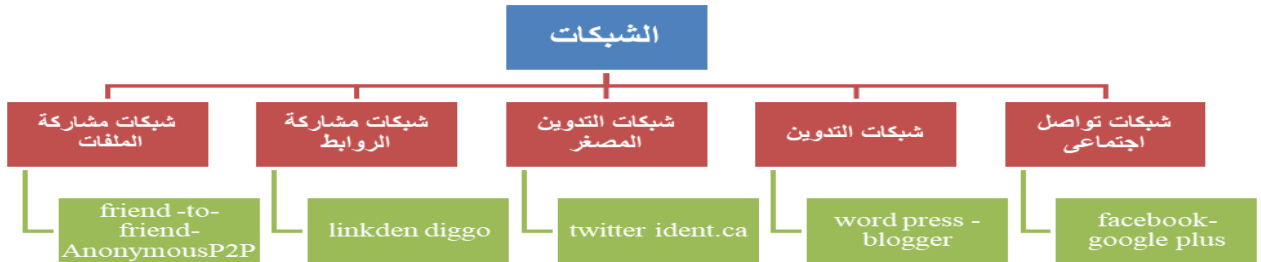 الشبكات
شبكات تواصل
اجتماعى
شبكات التدوين
شبكات التدوين
المصغر
شبكات مشاركة
الروابط
شبكات مشاركة
الملفات
facebook-
google plus
word press -
blogger
twitter ident.ca
linkden diggo
friend -to-
friend-
AnonymousP2P